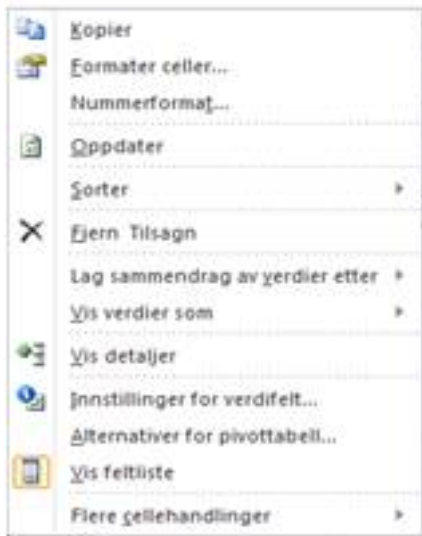 Kopier
Formater celler...
Nummerformat...
Oppdater
Sorter
Fjern Tilsagn
Lag sammendrag av verdier etter
Vis verdier som
Vis detaljer
Innstillinger for verdifelt...
Alternativer for pivottabell...
Vis feltliste
Flere cellehandlinger